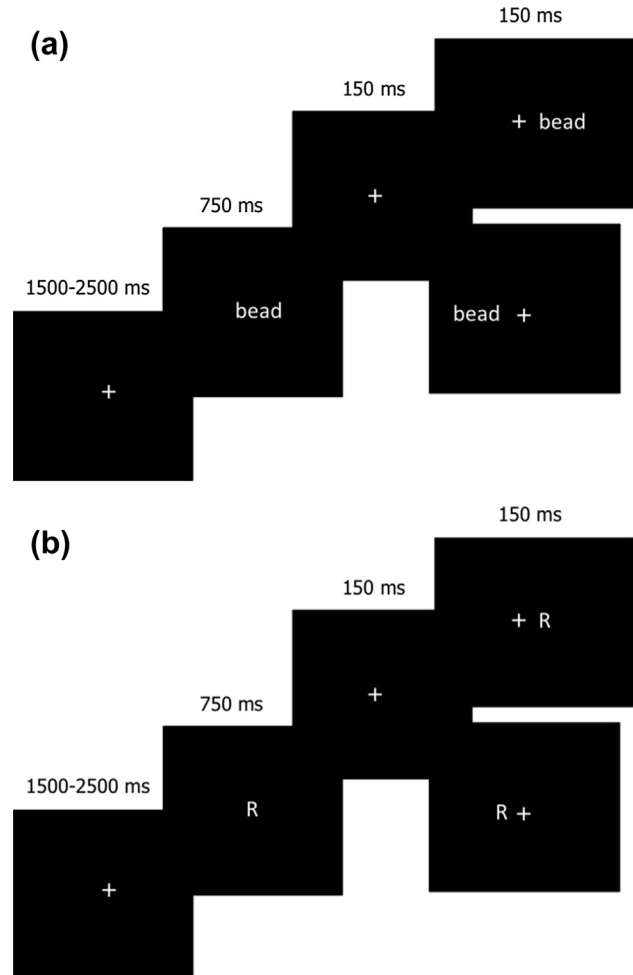 150 ms
(a)
150 ms
+ bead
750 ms
+
1500-2500 ms
bead
bead +
+
150 ms
(b)
150 ms
+ R
750 ms
+
1500-2500 ms
R
R +
+